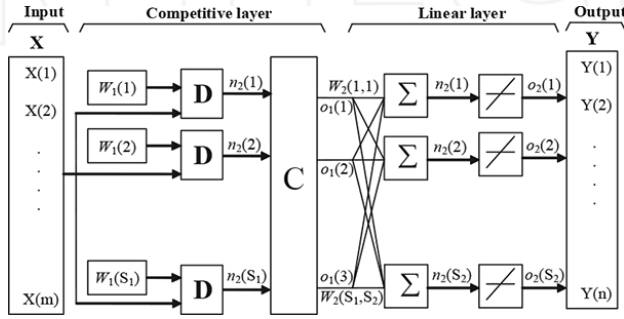 Input Competitive layer Linear layer Output
X Y
X(1) W₁(1) D n₂(1) W₂(1,1) Σ n₂(1) o₂(1) Y(1)
o₁(1)
X(2) Y(2)
W₁(2) D n₂(2) C o₁(2) Σ n₂(2) o₂(2)
.
.
.
.
W₁(S₁) D n₂(S₁) o₁(3) Σ n₂(S₂) o₂(S₂)
X(m) W₂(S₁,S₂) Y(n)